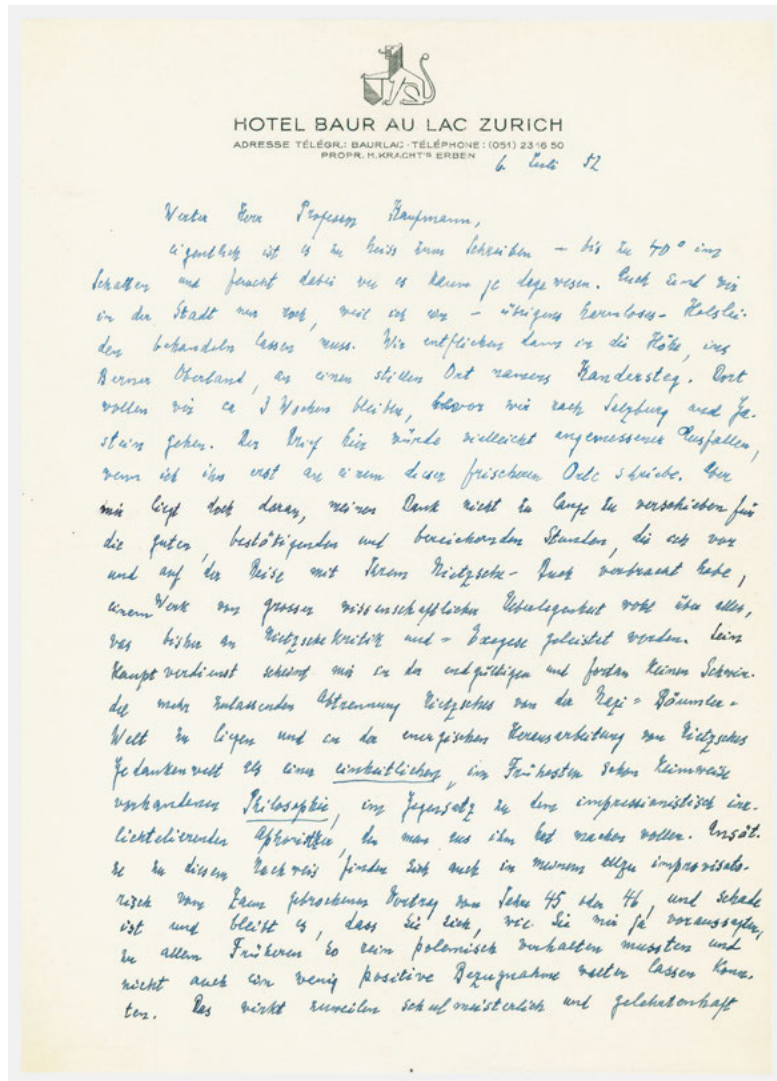 HOTEL BAUR AU LAC ZURICH
ADRESSE TÉLÉGR.: BAURLAC · TÉLÉPHONE: (051) 23 16 50
PROPR. H. KRACHT'S ERBEN
6. Juli 52
Werter Herr Professor Kaufmann,
eigentlich ist es zu heiss zum Schreiben – bis zu 40° im
Schatten und feucht dabei wie es kaum je dagewesen. Auch sind wir
in der Stadt nur noch, weil ich ein – übrigens harmloses – Halslei-
den behandeln lassen muss. Wir entfliehen dann in die Höhe, ins
Berner Oberland, an einen stillen Ort namens Kandersteg. Dort
wollen wir ca 3 Wochen bleiben, bevor wir nach Salzburg und Ga-
stein gehen. Der Brief hier würde vielleicht angemessener ausfallen,
wenn ich ihn erst an einem dieser frischeren Orte schriebe. Aber
mir liegt doch daran, meinen Dank nicht zu lange zu verschieben für
die guten, bestätigenden und bereichernden Stunden, die ich vor
und auf der Reise mit Ihrem Nietzsche-Buch verbracht habe,
einem Werk von grosser wissenschaftlicher Ueberlegenheit wohl über alles,
was bisher an Nietzsche Kritik und -Exegese geleistet worden. Sein
Hauptverdienst scheint mir in der endgültigen und fortan keinen Schwin-
del mehr zulassenden Abtrennung Nietzsches von der Nazi- Bäumler-
Welt zu liegen und in der energischen Herausarbeitung von Nietzsches
Gedankenwelt als einer einheitlichen, im Frühesten schon keimweise
vorhandenen Philosophie, im Gegensatz zu dem impressionistisch irr-
lichtelierenden Aphoristiker, den man aus ihm hat machen wollen. Ansät-
ze zu diesem Nachweis finden sich auch in meinem allzu improvisato-
risch vom Zaun gebrochenen Vortrag vom Jahre 45 oder 46, und schade
ist und bleibt es, dass Sie sich, wie Sie mir ja voraussagten,
zu allem Früheren so rein polemisch verhalten mussten und
nicht auch ein wenig positive Bezugnahme walten lassen konn-
ten. Das wirkt zuweilen schulmeisterlich und gelehrtenhaft